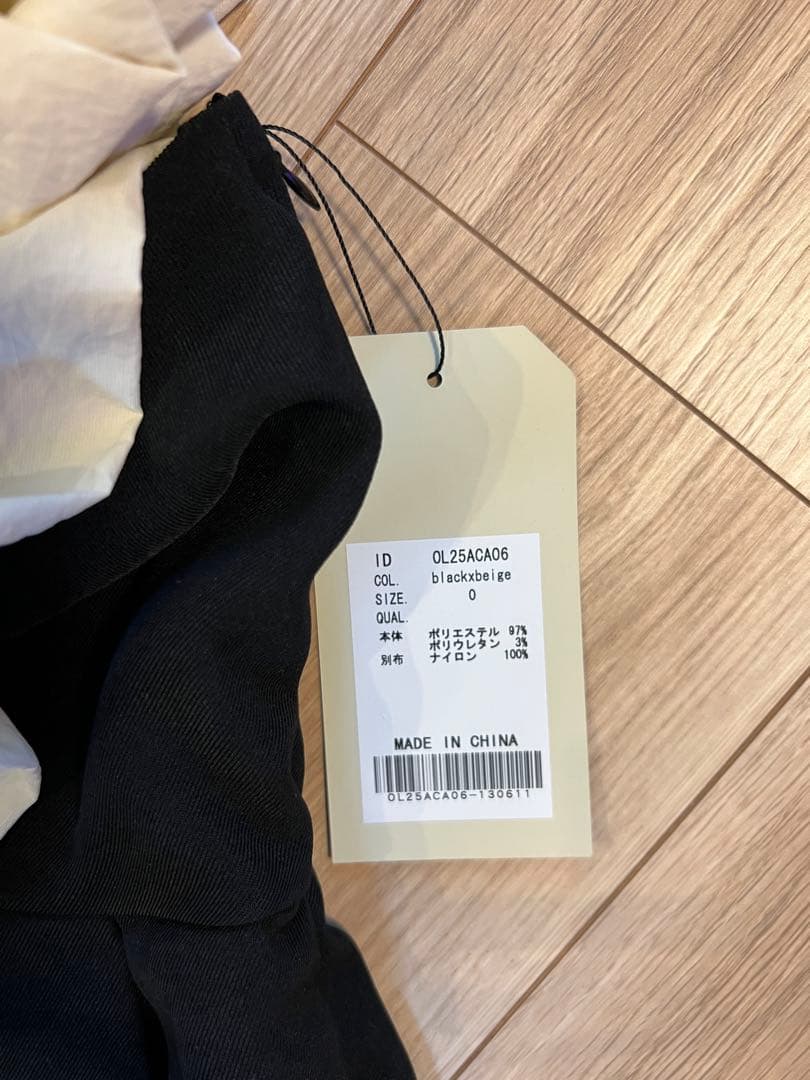 ID OL25ACA06
COL. blackxbeige
SIZE. 0
QUAL.
本体 ポリエステル 97%
ポリウレタン 3%
別布 ナイロン 100%
MADE IN CHINA
OL25ACA06-130611